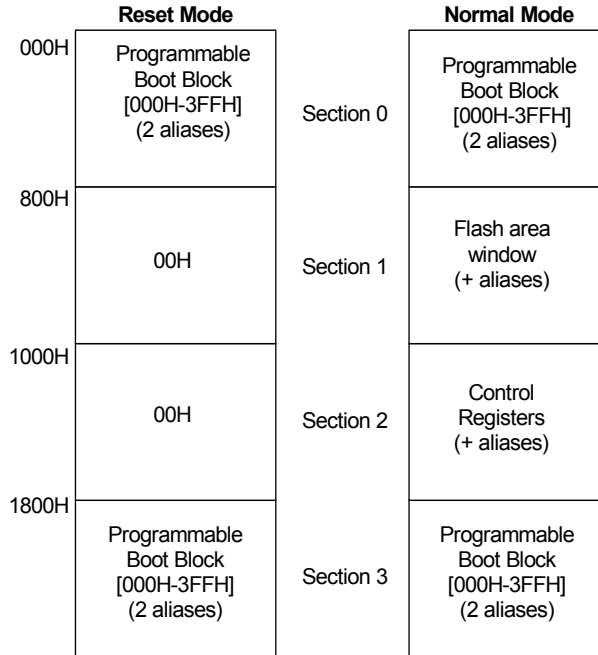 Reset Mode
Normal Mode
000H
Programmable
Boot Block
[000H-3FFH]
(2 aliases)
Section 0
Programmable
Boot Block
[000H-3FFH]
(2 aliases)
800H
00H
Section 1
Flash area
window
(+ aliases)
1000H
00H
Section 2
Control
Registers
(+ aliases)
1800H
Programmable
Boot Block
[000H-3FFH]
(2 aliases)
Section 3
Programmable
Boot Block
[000H-3FFH]
(2 aliases)